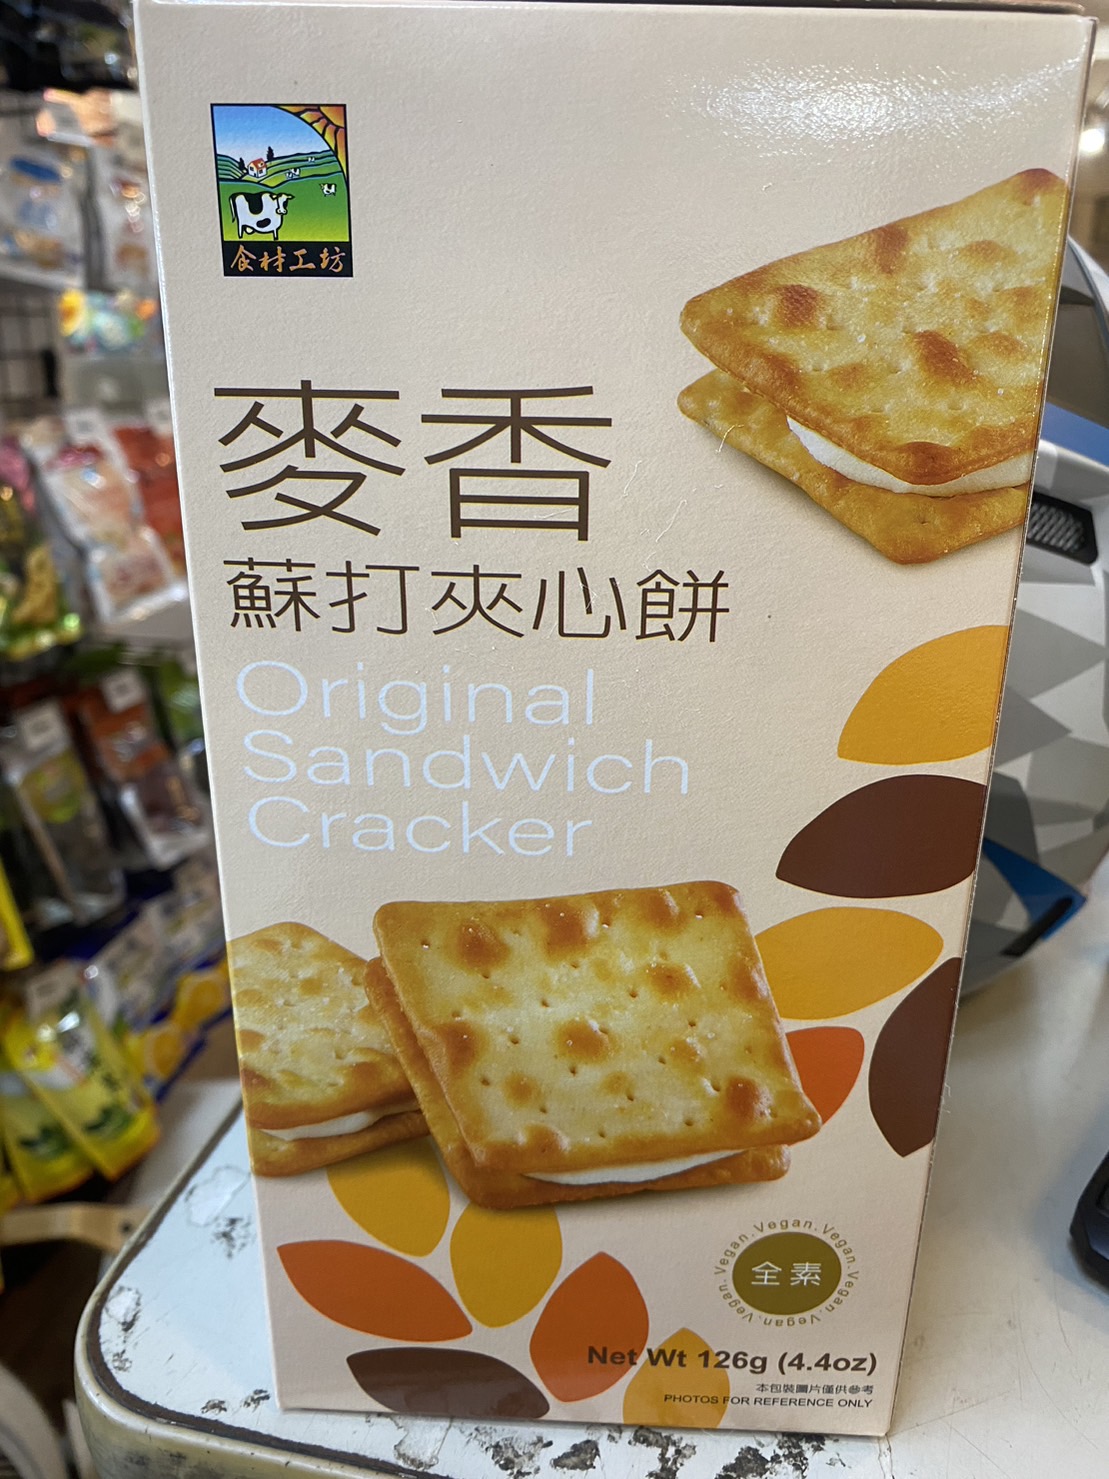 食材工坊
麥香
蘇打夾心餅
Original
Sandwich
Cracker
Vegan. Vegan. Vegan. Vegan. Vegan. Vegan. Vegan.
全素
Net Wt 126g (4.4oz)
本包裝圖片僅供參考
PHOTOS FOR REFERENCE ONLY